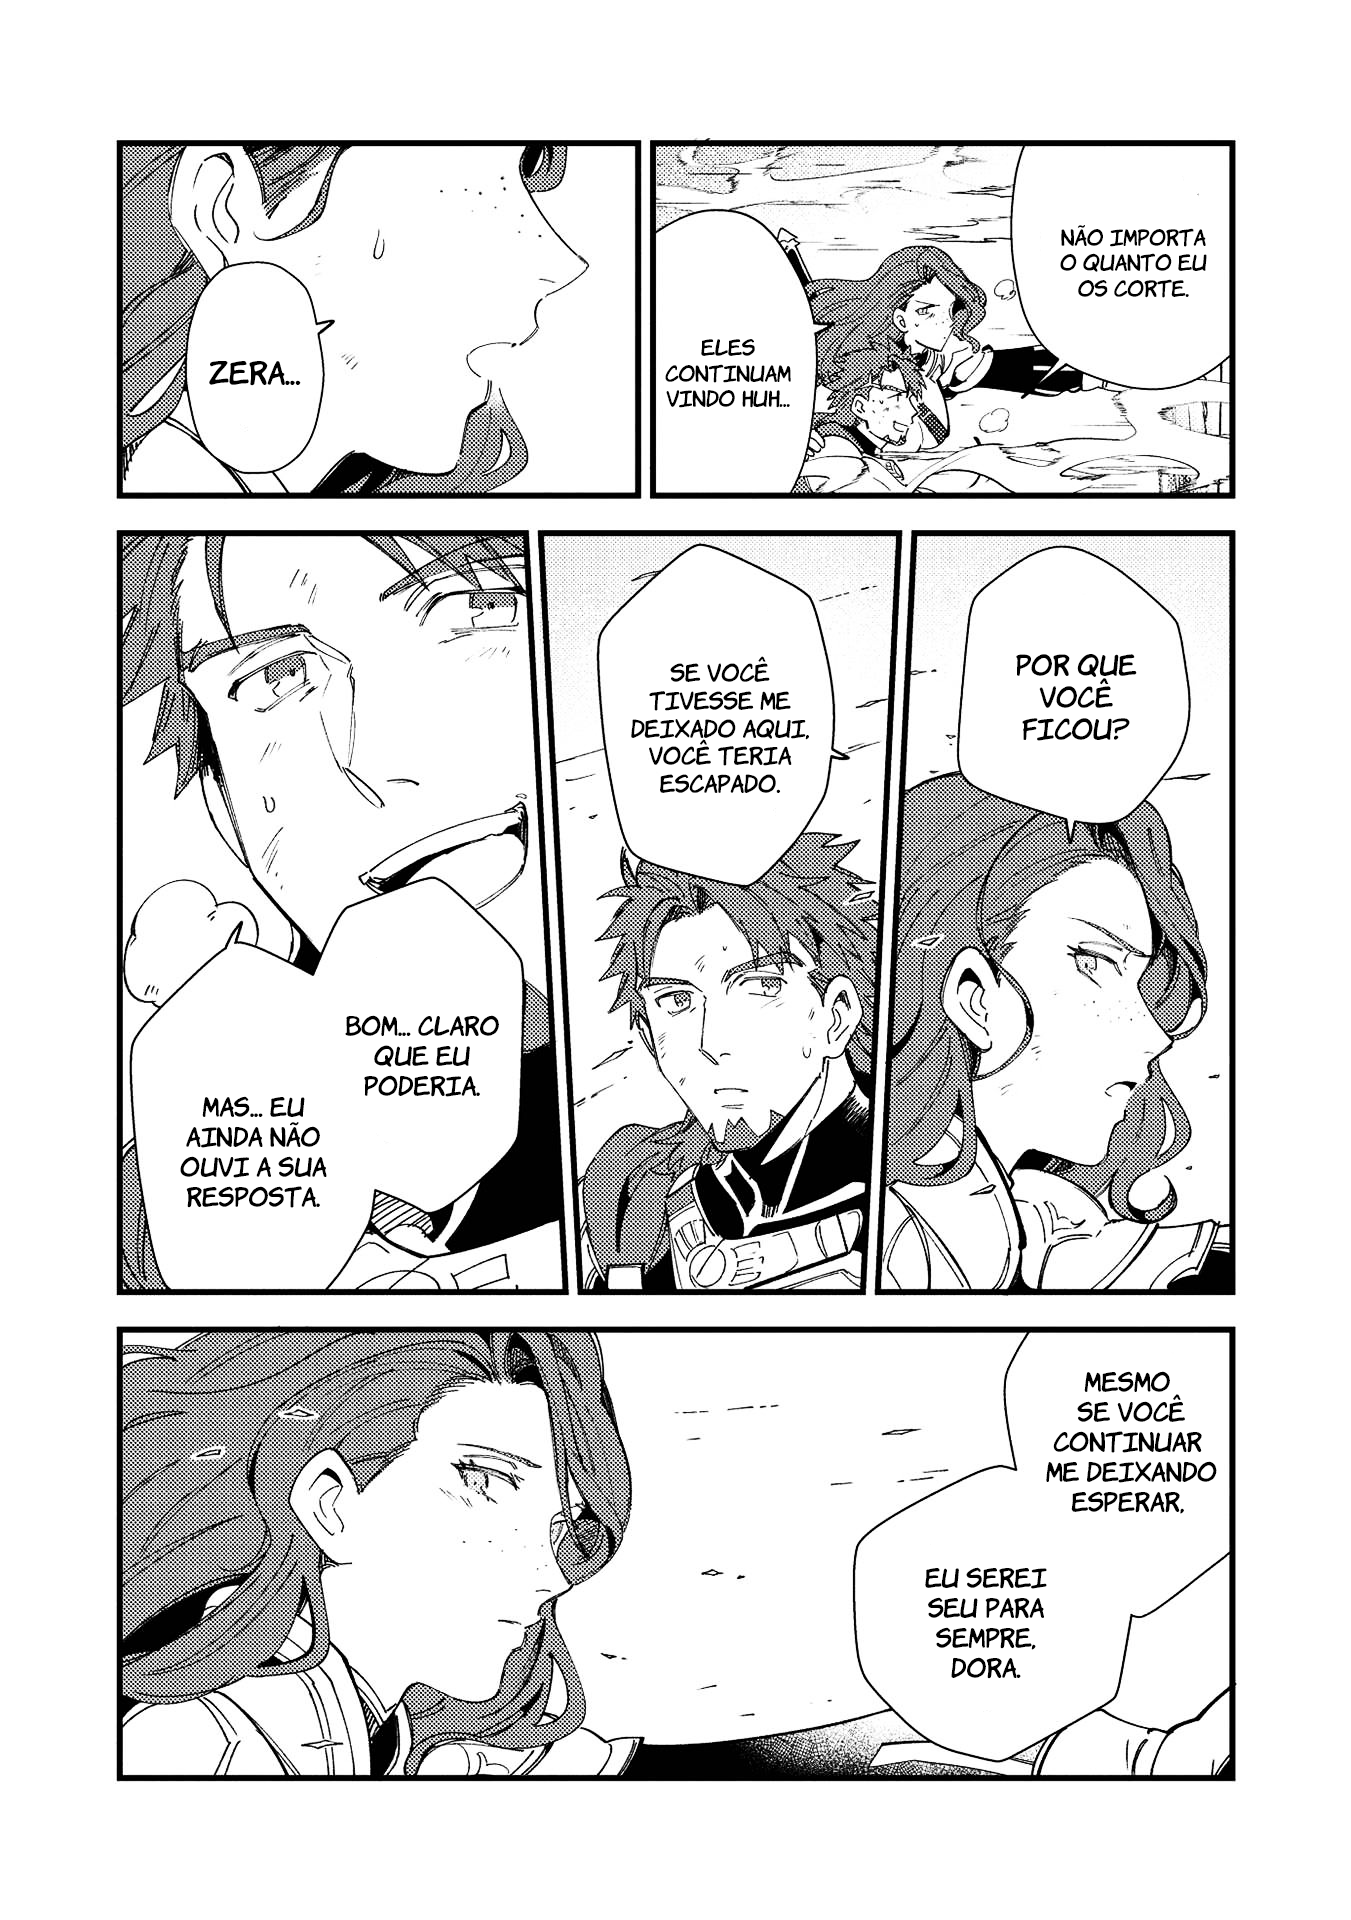 NÃO IMPORTA
O QUANTO EU
OS CORTE.
ELES
CONTINUAM
VINDO HUH...
ZERA...
POR QUE
VOCÊ
FICOU?
SE VOCÊ
TIVESSE ME
DEIXADO AQUI,
VOCÊ TERIA
ESCAPADO.
BOM... CLARO
QUE EU
PODERIA.
MAS... EU
AINDA NÃO
OUVI A SUA
RESPOSTA.
MESMO
SE VOCÊ
CONTINUAR
ME DEIXANDO
ESPERAR,
EU SEREI
SEU PARA
SEMPRE,
DORA.